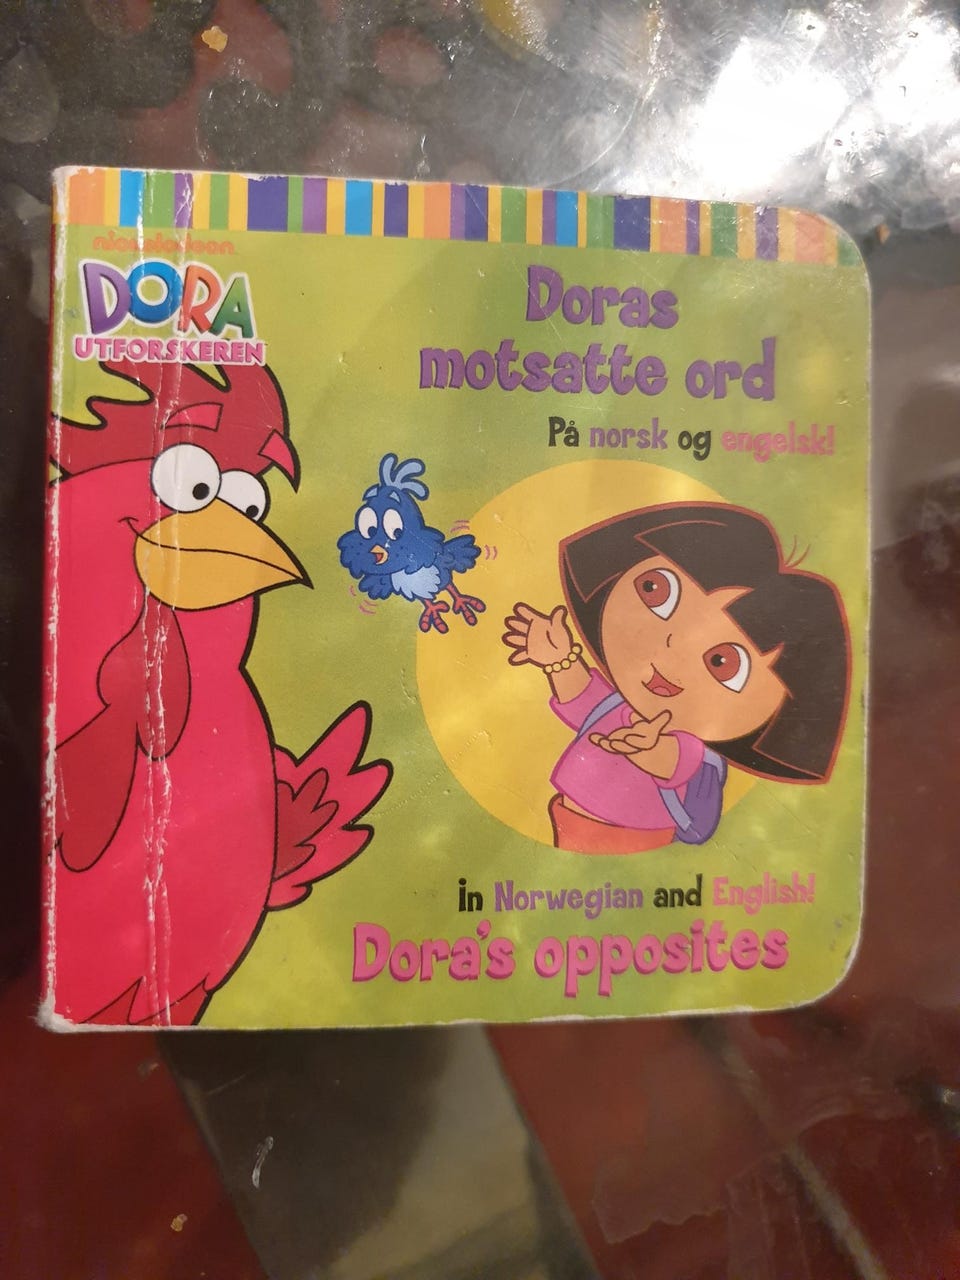 nickelodeon
DORA
UTFORSKEREN
Doras
motsatte ord
På norsk og engelsk!
in Norwegian and English!
Dora's opposites